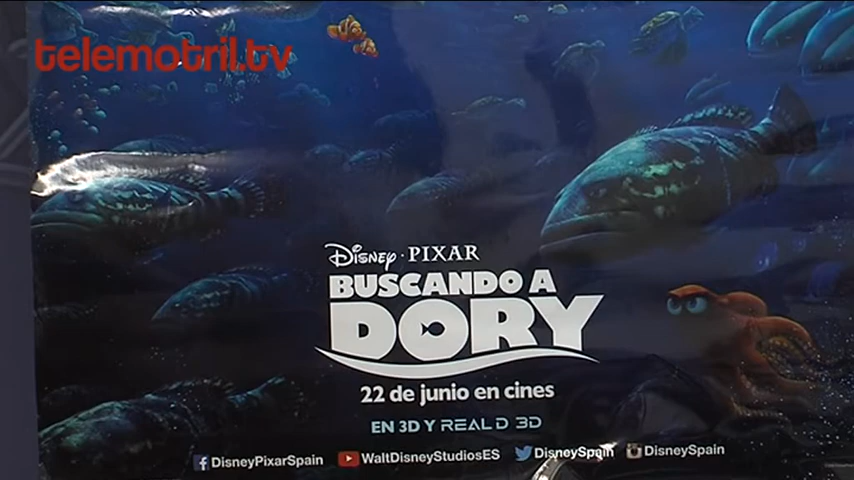 telemotril.tv
Disney · PIXAR
BUSCANDO A
DORY
22 de junio en cines
EN 3D Y REAL D 3D
DisneyPixarSpain WaltDisneyStudiosES DisneySpain DisneySpain